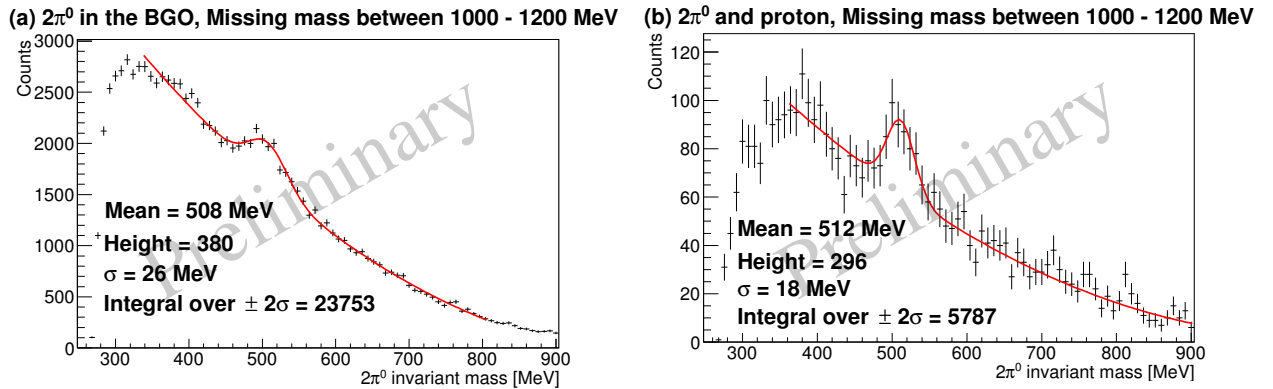 (a) 2π⁰ in the BGO, Missing mass between 1000 - 1200 MeV
Counts
3000
2500
2000
1500
1000
500
0
Preliminary
Mean = 508 MeV
Height = 380
σ = 26 MeV
Integral over ± 2σ = 23753
300 400 500 600 700 800 900
2π⁰ invariant mass [MeV]
(b) 2π⁰ and proton, Missing mass between 1000 - 1200 MeV
Counts
120
100
80
60
40
20
0
Preliminary
Mean = 512 MeV
Height = 296
σ = 18 MeV
Integral over ± 2σ = 5787
300 400 500 600 700 800 900
2π⁰ invariant mass [MeV]